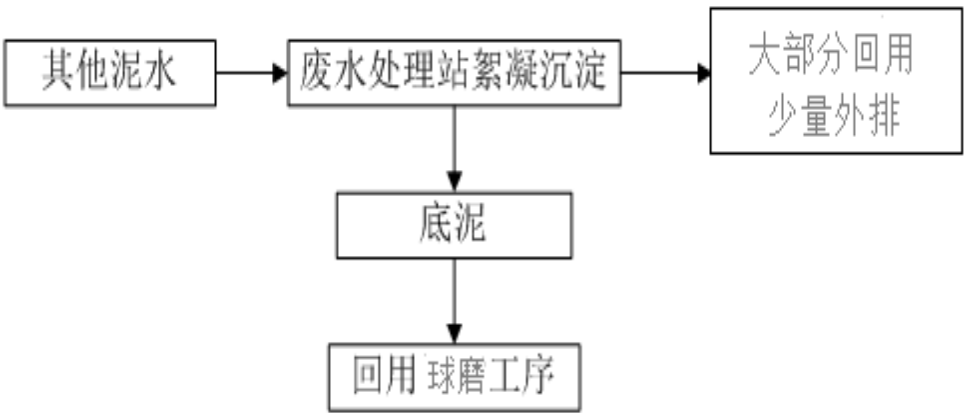 其他泥水
废水处理站絮凝沉淀
大部分回用
少量外排
底泥
回用 球磨工序